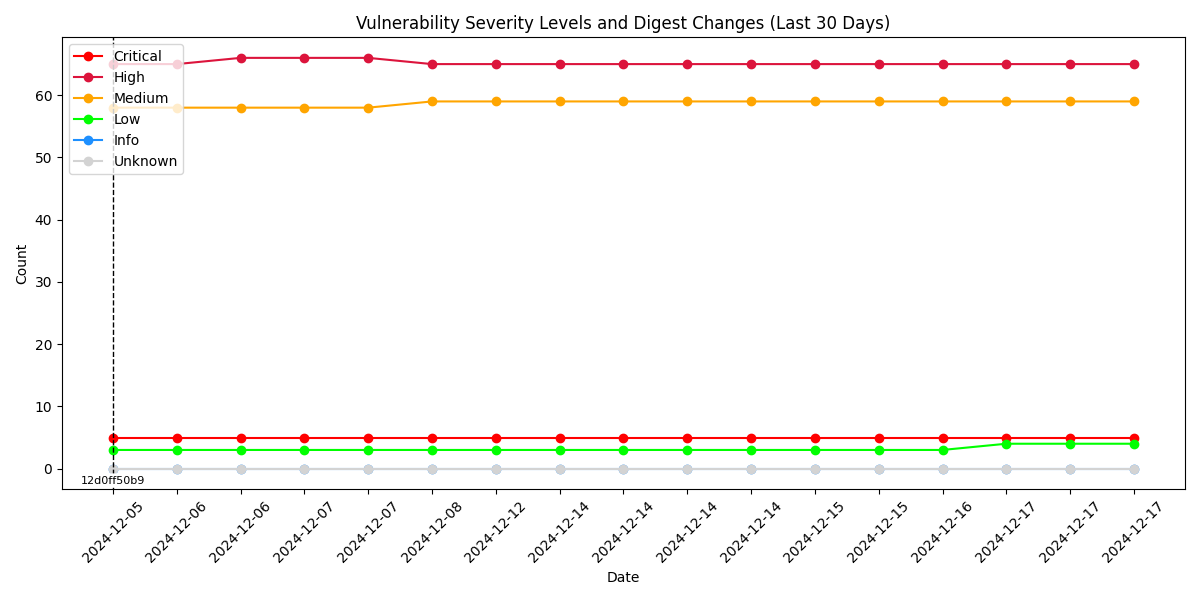 Vulnerability Severity Levels and Digest Changes (Last 30 Days)
Critical
High
Medium
Low
Info
Unknown
Count
60
50
40
30
20
10
0
12d0ff50b9
2024-12-05
2024-12-06
2024-12-06
2024-12-07
2024-12-07
2024-12-08
2024-12-12
2024-12-14
2024-12-14
2024-12-14
2024-12-14
2024-12-15
2024-12-15
2024-12-16
2024-12-17
2024-12-17
2024-12-17
Date